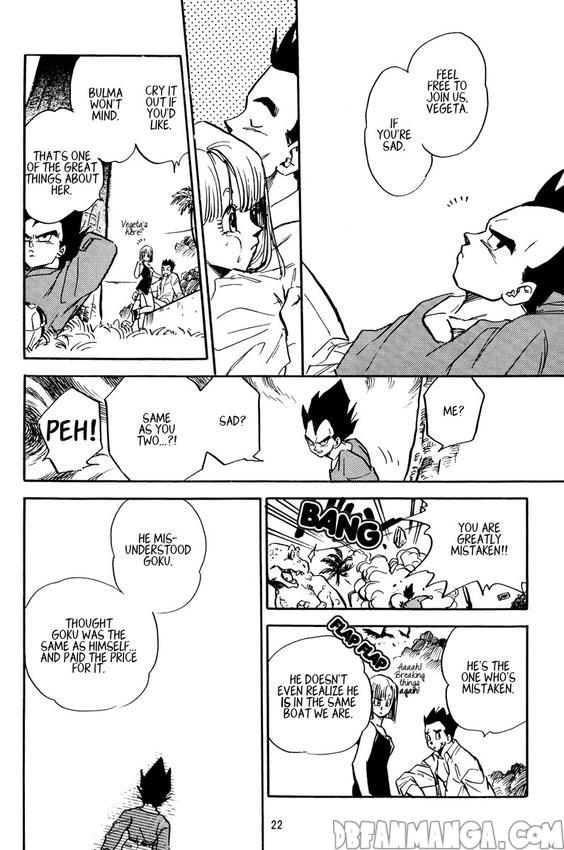 FEEL
FREE TO
JOIN US,
VEGETA.
IF
YOU'RE
SAD.
CRY IT
OUT IF
YOU'D
LIKE.
BULMA
WON'T
MIND.
THAT'S ONE
OF THE GREAT
THINGS ABOUT
HER.
Vegeta's
here?
ME?
SAD?
SAME
AS YOU
TWO...?!
PEH!
YOU ARE
GREATLY
MISTAKEN!!
BANG
HE'S THE
ONE WHO'S
MISTAKEN.
FLAP FLAP
Aaaah!
Breaking
things
again!
HE DOESN'T
EVEN REALIZE HE
IS IN THE SAME
BOAT WE ARE.
HE MIS-
UNDERSTOOD
GOKU.
THOUGHT
GOKU WAS THE
SAME AS HIMSELF...
AND PAID THE PRICE
FOR IT.
22
DBFANMANGA.COM